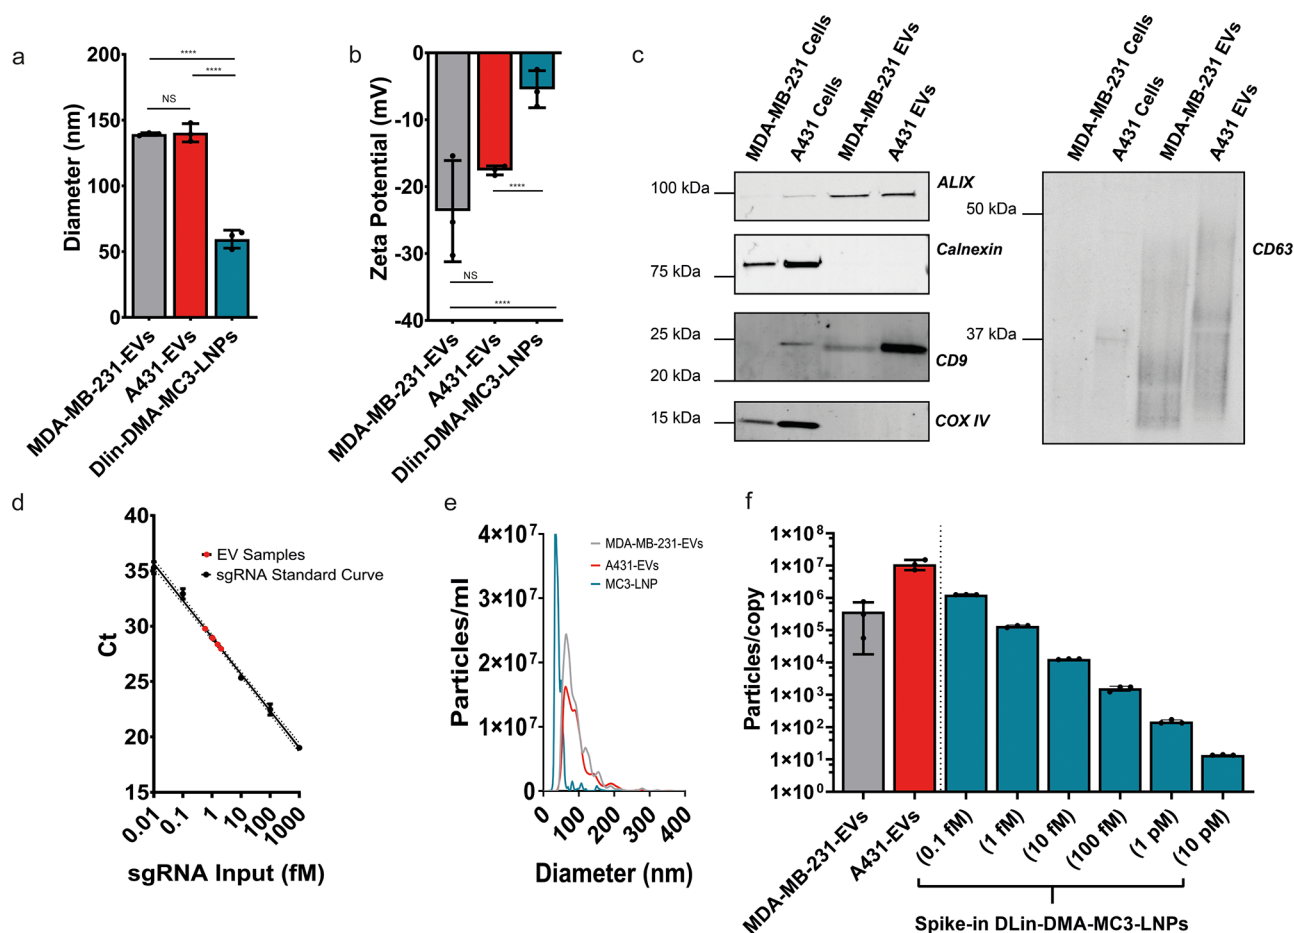 a
200
150
100
50
0
Diameter (nm)
****
****
NS
MDA-MB-231-EVs
A431-EVs
Dlin-DMA-MC3-LNPs
b
0
-10
-20
-30
-40
Zeta Potential (mV)
****
NS
****
MDA-MB-231-EVs
A431-EVs
Dlin-DMA-MC3-LNPs
c
MDA-MB-231 Cells
A431 Cells
MDA-MB-231 EVs
A431 EVs
100 kDa
ALIX
Calnexin
75 kDa
25 kDa
CD9
20 kDa
15 kDa
COX IV
MDA-MB-231 Cells
A431 Cells
MDA-MB-231 EVs
A431 EVs
50 kDa
CD63
37 kDa
d
40
35
30
25
20
15
Ct
EV Samples
sgRNA Standard Curve
0.01
0.1
1
10
100
1000
sgRNA Input (fM)
e
4×10⁷
3×10⁷
2×10⁷
1×10⁷
0
Particles/ml
MDA-MB-231-EVs
A431-EVs
MC3-LNP
0
100
200
300
400
Diameter (nm)
f
1×10⁸
1×10⁷
1×10⁶
1×10⁵
1×10⁴
1×10³
1×10²
1×10¹
1×10⁰
Particles/copy
MDA-MB-231-EVs
A431-EVs
(0.1 fM)
(1 fM)
(10 fM)
(100 fM)
(1 pM)
(10 pM)
Spike-in DLin-DMA-MC3-LNPs